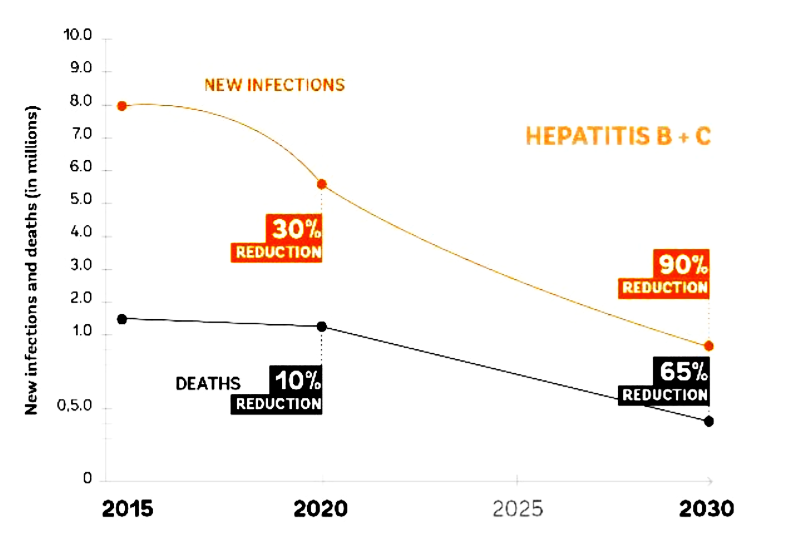 10.0
9.0
8.0
7.0
6.0
5.0
4.0
3.0
2.0
1.0
0,5.0
0
New infections and deaths (in millions)
NEW INFECTIONS
HEPATITIS B + C
30%
REDUCTION
90%
REDUCTION
DEATHS
10%
REDUCTION
65%
REDUCTION
2015
2020
2025
2030